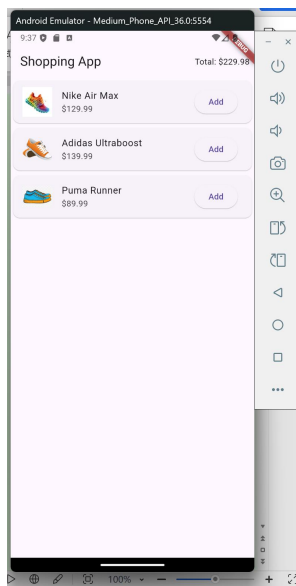 Android Emulator - Medium_Phone_API_36.0:5554
9:37
DEBUG
Shopping App
Total: $229.98
Nike Air Max
$129.99
Add
Adidas Ultraboost
$139.99
Add
Puma Runner
$89.99
Add
100%